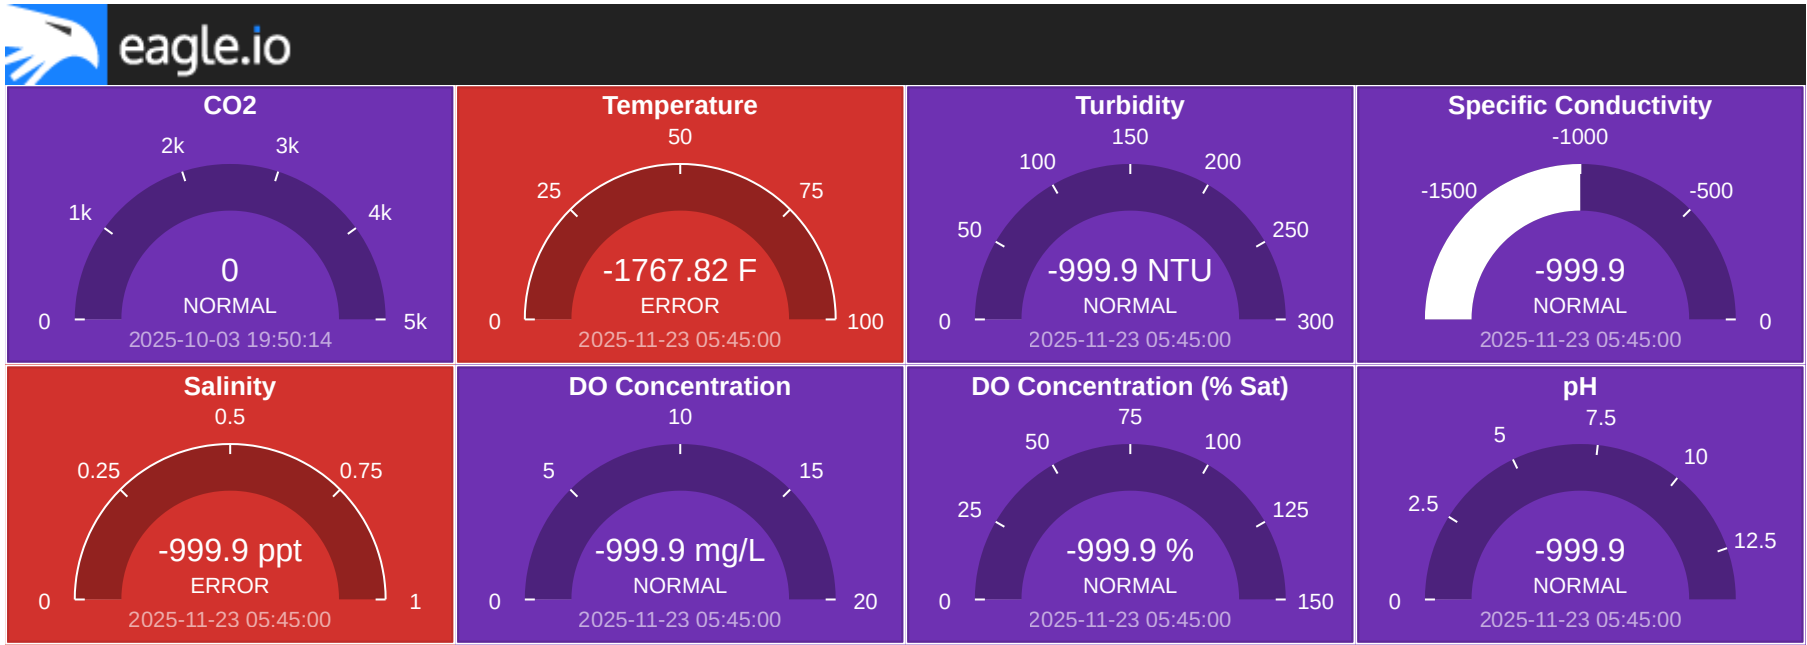 eagle.io
CO2
2k
3k
1k
4k
0
NORMAL
0
5k
2025-10-03 19:50:14
Temperature
50
25
75
-1767.82 F
ERROR
0
100
2025-11-23 05:45:00
Turbidity
150
100
200
50
250
-999.9 NTU
NORMAL
0
300
2025-11-23 05:45:00
Specific Conductivity
-1000
-1500
-500
-999.9
NORMAL
0
2025-11-23 05:45:00
Salinity
0.5
0.25
0.75
-999.9 ppt
ERROR
0
1
2025-11-23 05:45:00
DO Concentration
10
5
15
-999.9 mg/L
NORMAL
0
20
2025-11-23 05:45:00
DO Concentration (% Sat)
75
50
100
25
125
-999.9 %
NORMAL
0
150
2025-11-23 05:45:00
pH
7.5
5
10
2.5
12.5
-999.9
NORMAL
0
2025-11-23 05:45:00